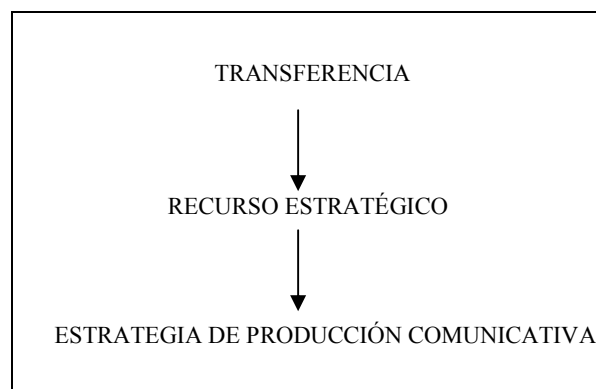 TRANSFERENCIA
RECURSO ESTRATÉGICO
ESTRATEGIA DE PRODUCCIÓN COMUNICATIVA